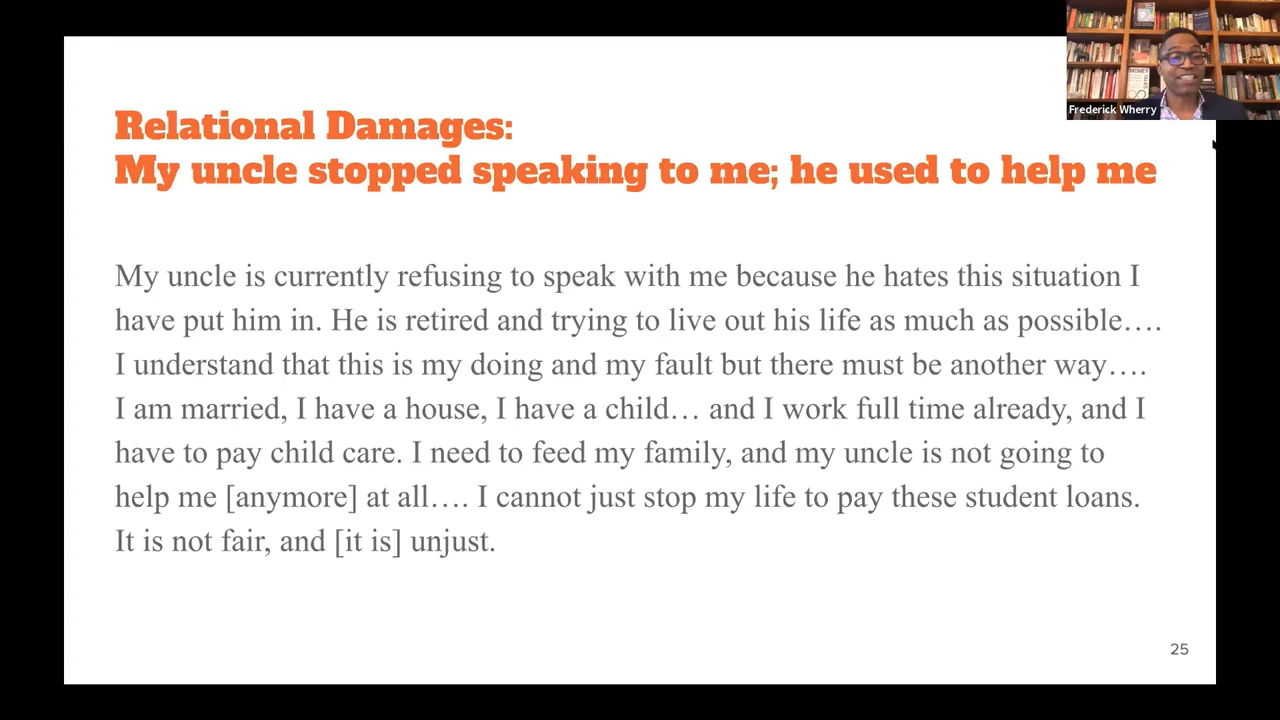 Frederick Wherry
Relational Damages:
My uncle stopped speaking to me; he used to help me
My uncle is currently refusing to speak with me because he hates this situation I
have put him in. He is retired and trying to live out his life as much as possible….
I understand that this is my doing and my fault but there must be another way….
I am married, I have a house, I have a child… and I work full time already, and I
have to pay child care. I need to feed my family, and my uncle is not going to
help me [anymore] at all…. I cannot just stop my life to pay these student loans.
It is not fair, and [it is] unjust.
25